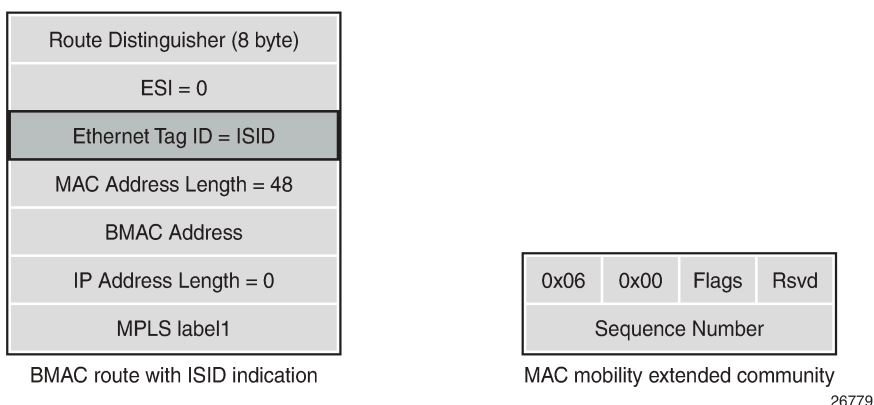 Route Distinguisher (8 byte)
ESI = 0
Ethernet Tag ID = ISID
MAC Address Length = 48
BMAC Address
IP Address Length = 0
MPLS label1
BMAC route with ISID indication
0x06 0x00 Flags Rsvd
Sequence Number
MAC mobility extended community
26779